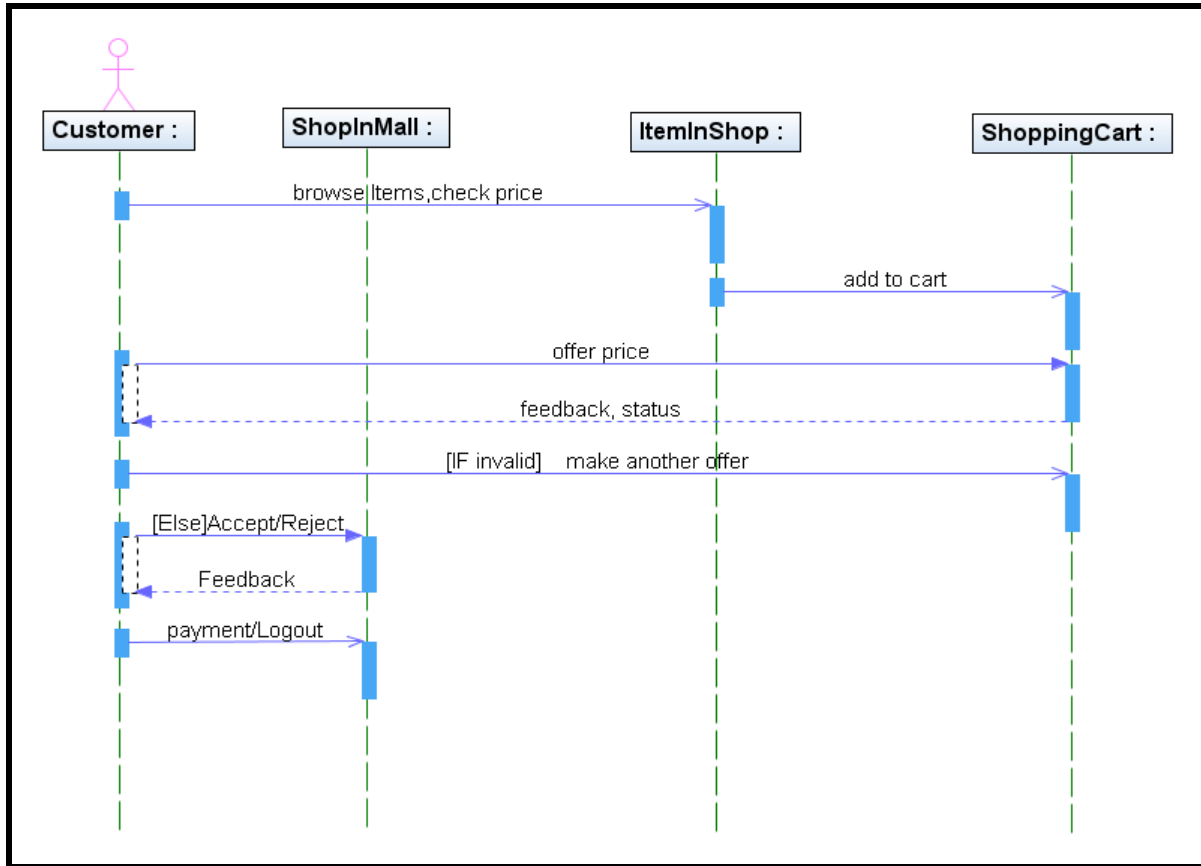 Customer :
ShopInMall :
ItemInShop :
ShoppingCart :
browse Items,check price
add to cart
offer price
feedback, status
[IF invalid] make another offer
[Else]Accept/Reject
Feedback
payment/Logout